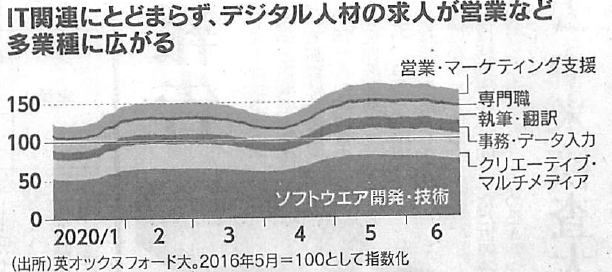 IT関連にとどまらず、デジタル人材の求人が営業など
多業種に広がる
営業・マーケティング支援
専門職
執筆・翻訳
事務・データ入力
クリエーティブ・
マルチメディア
ソフトウエア開発・技術
150
100
50
0
2020/1 2 3 4 5 6
(出所)英オックスフォード大。2016年5月=100として指数化